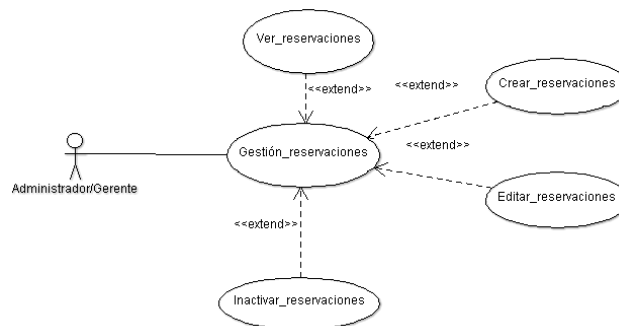 Ver_reservaciones
<<extend>>
<<extend>>
Crear_reservaciones
Gestión_reservaciones
<<extend>>
Administrador/Gerente
Editar_reservaciones
<<extend>>
Inactivar_reservaciones